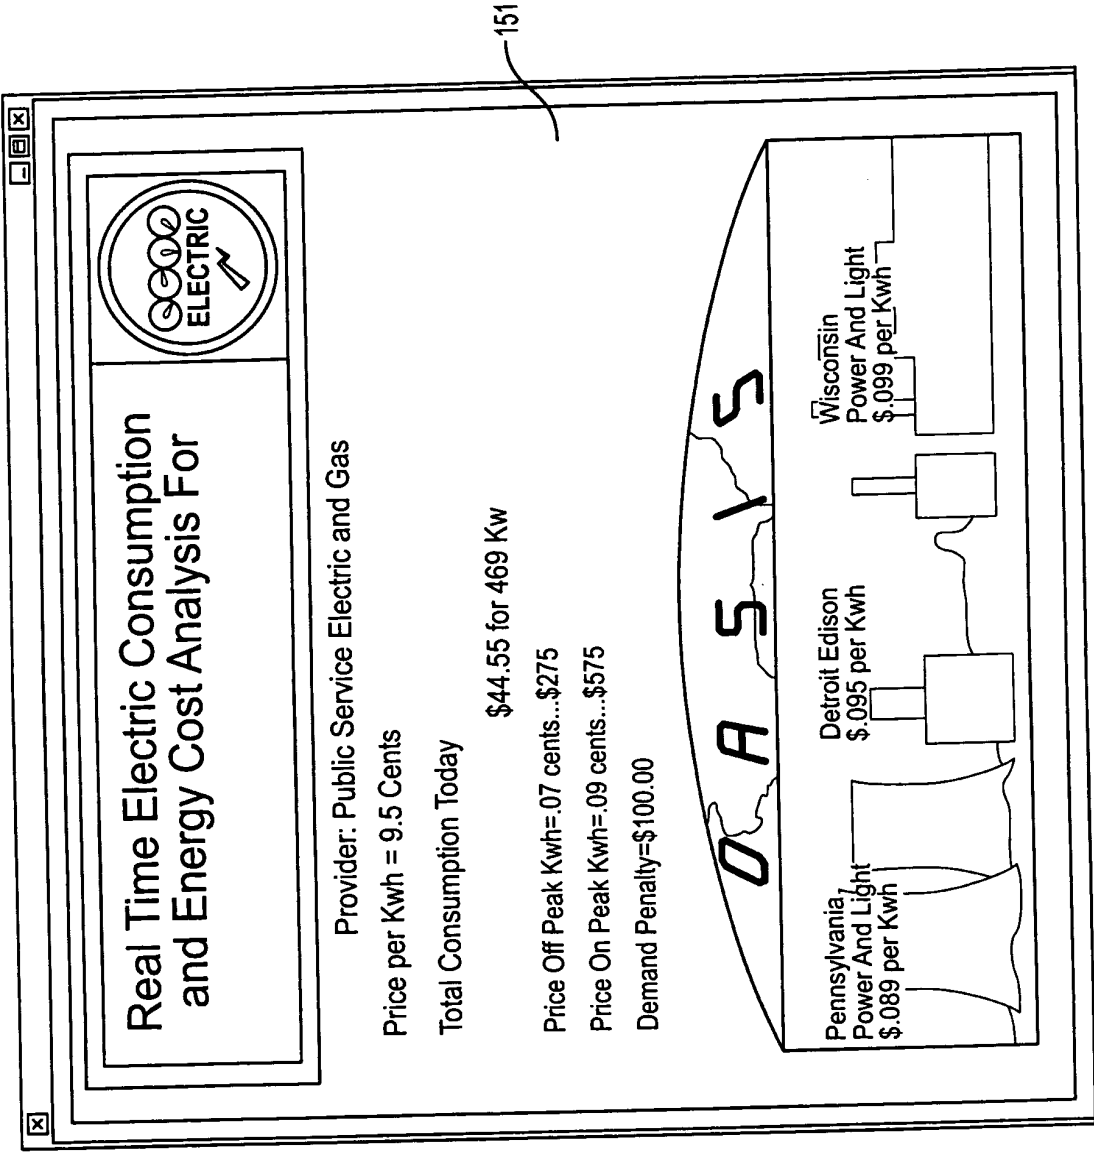 151
Real Time Electric Consumption
and Energy Cost Analysis For
ELECTRIC
Provider: Public Service Electric and Gas
Price per Kwh = 9.5 Cents
Total Consumption Today
$44.55 for 469 Kw
Price Off Peak Kwh=.07 cents...$275
Price On Peak Kwh=.09 cents...$575
Demand Penalty=$100.00
O A S I S
Pennsylvania
Power And Light
$.089 per Kwh
Detroit Edison
$.095 per Kwh
Wisconsin
Power And Light
$.099 per Kwh